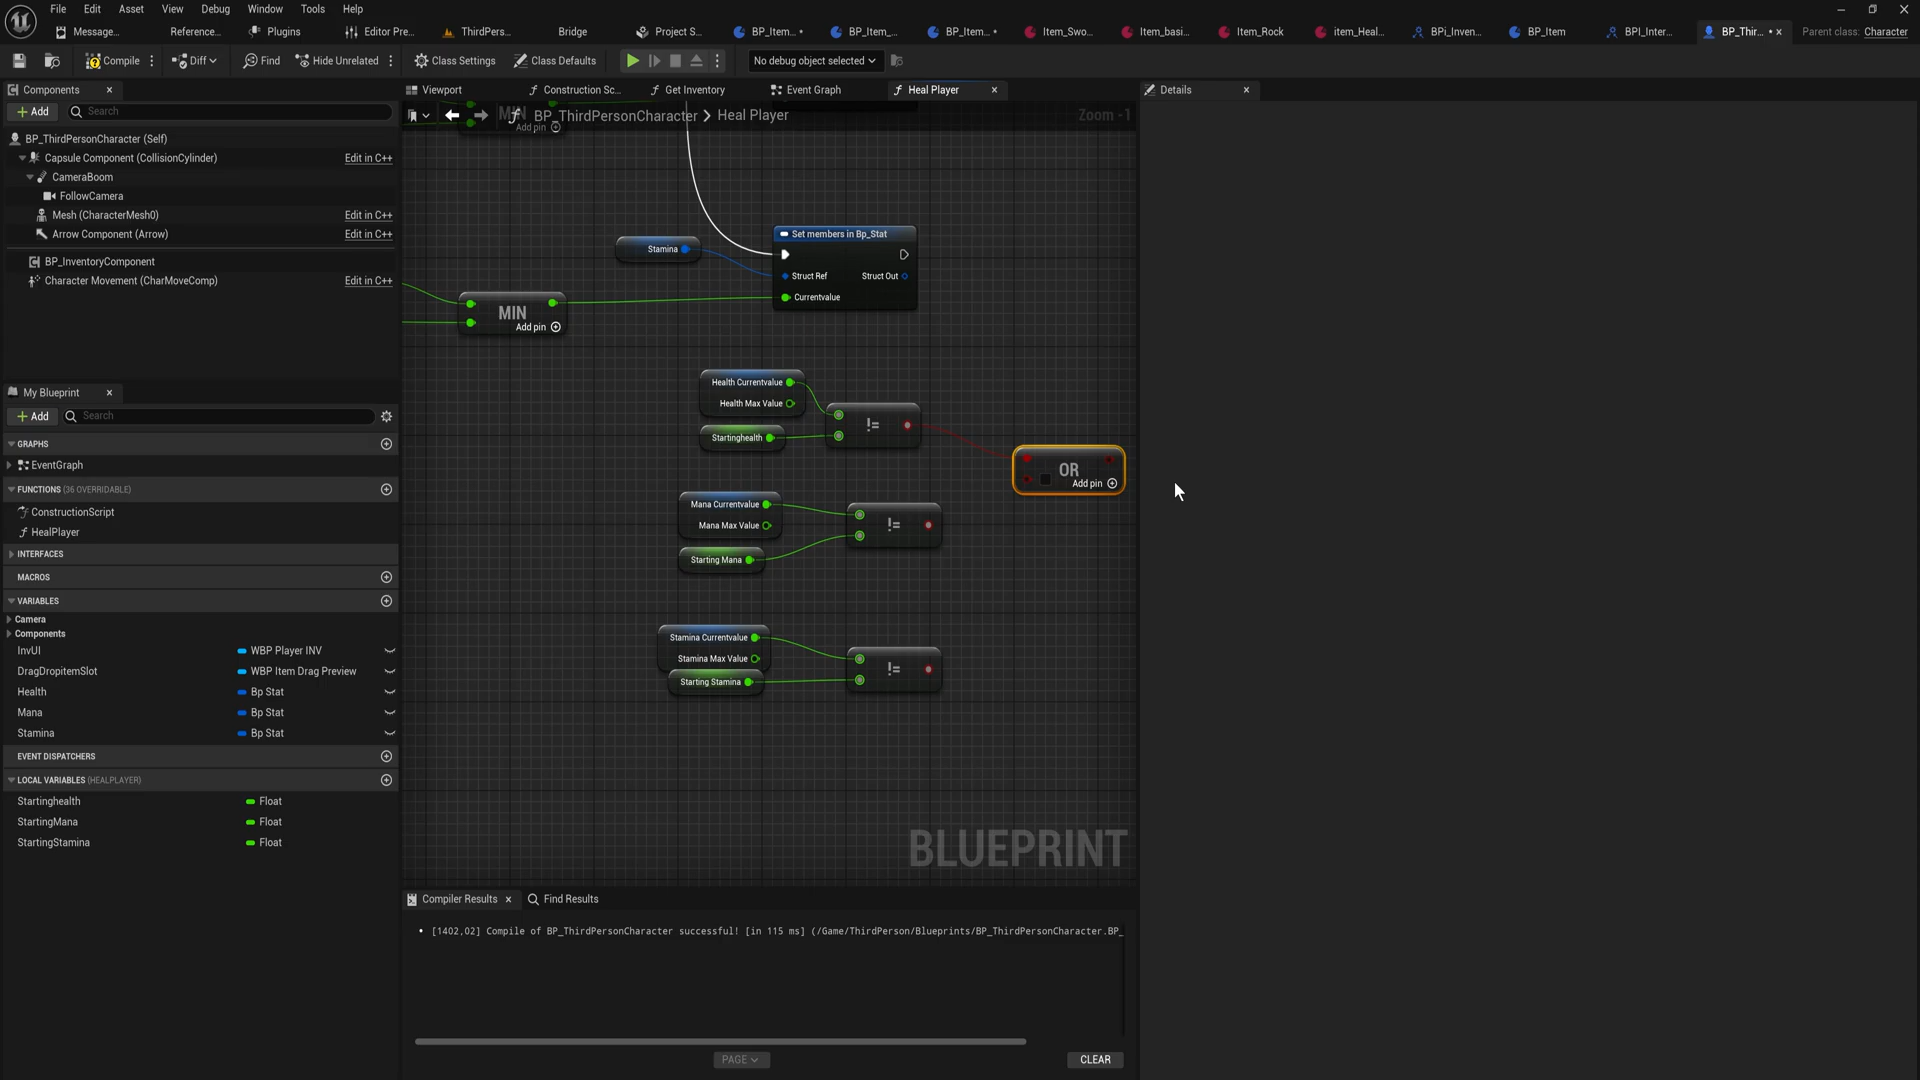 File Edit Asset View Debug Window Tools Help
Message... Reference... Plugins Editor Pre... ThirdPers... Bridge Project S... BP_Item... • BP_Item_... BP_Item... • Item_Swo... Item_basi... Item_Rock item_Heal... BPi_Inven... BP_Item BPI_Inter... BP_Thir... • × Parent class: Character
Compile Diff Find Hide Unrelated Class Settings Class Defaults No debug object selected
Components × Viewport Construction Sc... Get Inventory Event Graph Heal Player × Details ×
+ Add Search
BP_ThirdPersonCharacter > Heal Player Zoom -1
Add pin
BP_ThirdPersonCharacter (Self)
Capsule Component (CollisionCylinder) Edit in C++
CameraBoom
FollowCamera
Mesh (CharacterMesh0) Edit in C++
Arrow Component (Arrow) Edit in C++
BP_InventoryComponent
Character Movement (CharMoveComp) Edit in C++
Stamina
Set members in Bp_Stat
Struct Ref Struct Out
Currentvalue
MIN
Add pin
Health Currentvalue
Health Max Value
Startinghealth
!=
OR
Add pin
Mana Currentvalue
Mana Max Value
Starting Mana
!=
Stamina Currentvalue
Stamina Max Value
Starting Stamina
!=
BLUEPRINT
My Blueprint ×
+ Add Search
GRAPHS
EventGraph
FUNCTIONS (36 OVERRIDABLE)
ConstructionScript
HealPlayer
INTERFACES
MACROS
VARIABLES
Camera
Components
InvUI WBP Player INV
DragDropitemSlot WBP Item Drag Preview
Health Bp Stat
Mana Bp Stat
Stamina Bp Stat
EVENT DISPATCHERS
LOCAL VARIABLES (HEALPLAYER)
Startinghealth Float
StartingMana Float
StartingStamina Float
Compiler Results × Find Results
• [1402,02] Compile of BP_ThirdPersonCharacter successful! [in 115 ms] (/Game/ThirdPerson/Blueprints/BP_ThirdPersonCharacter.BP_
PAGE CLEAR